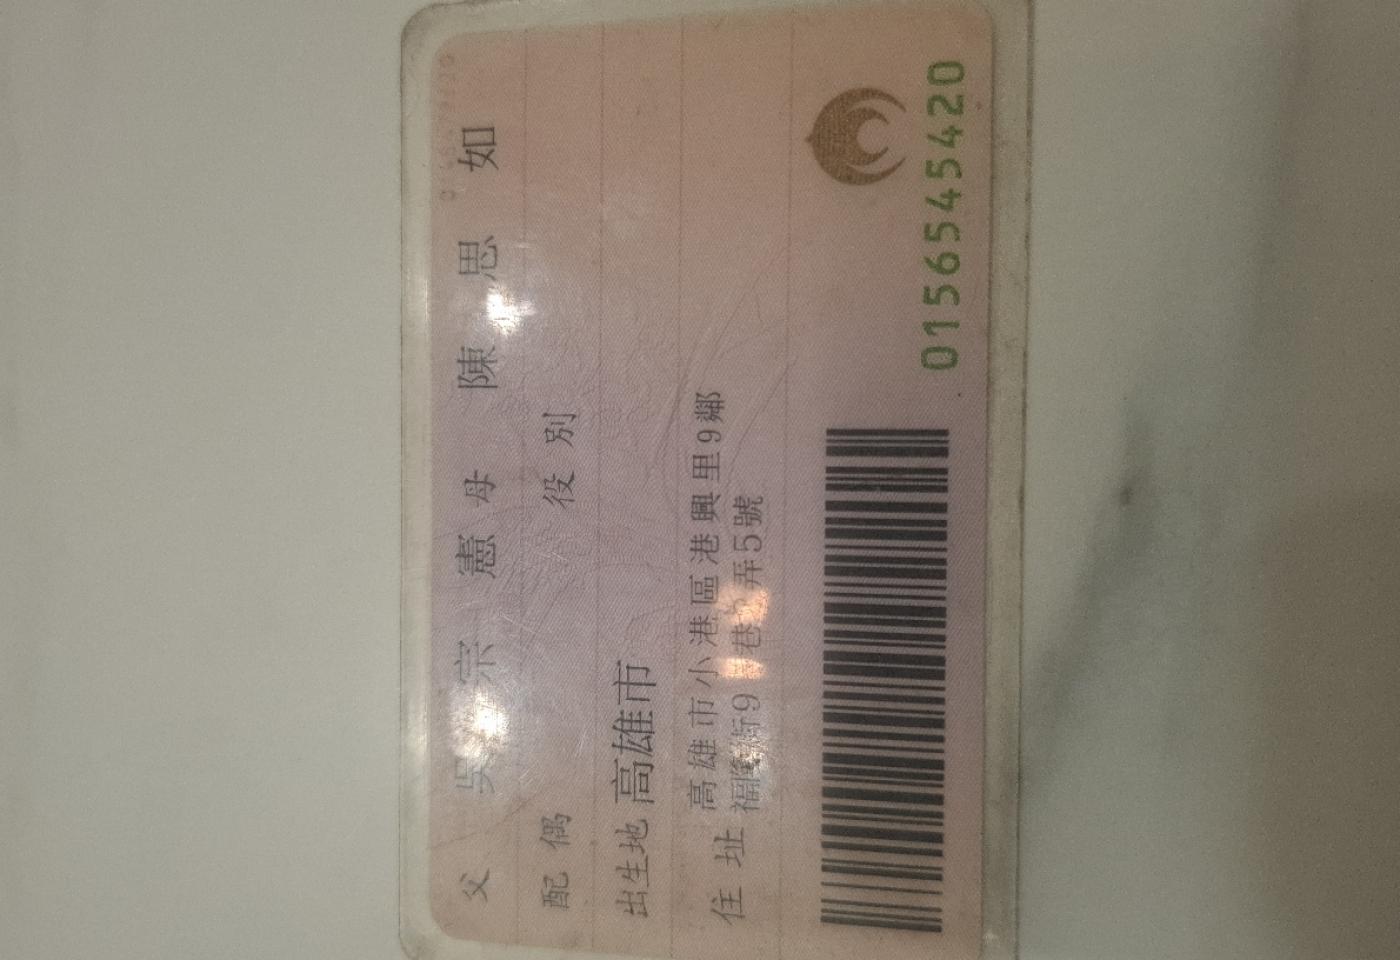 父 吳宗憲 母 陳思如
配偶 役別
出生地 高雄市
住址 高雄市小港區港興里9鄰
福隆街9 巷 弄5號
0156545420